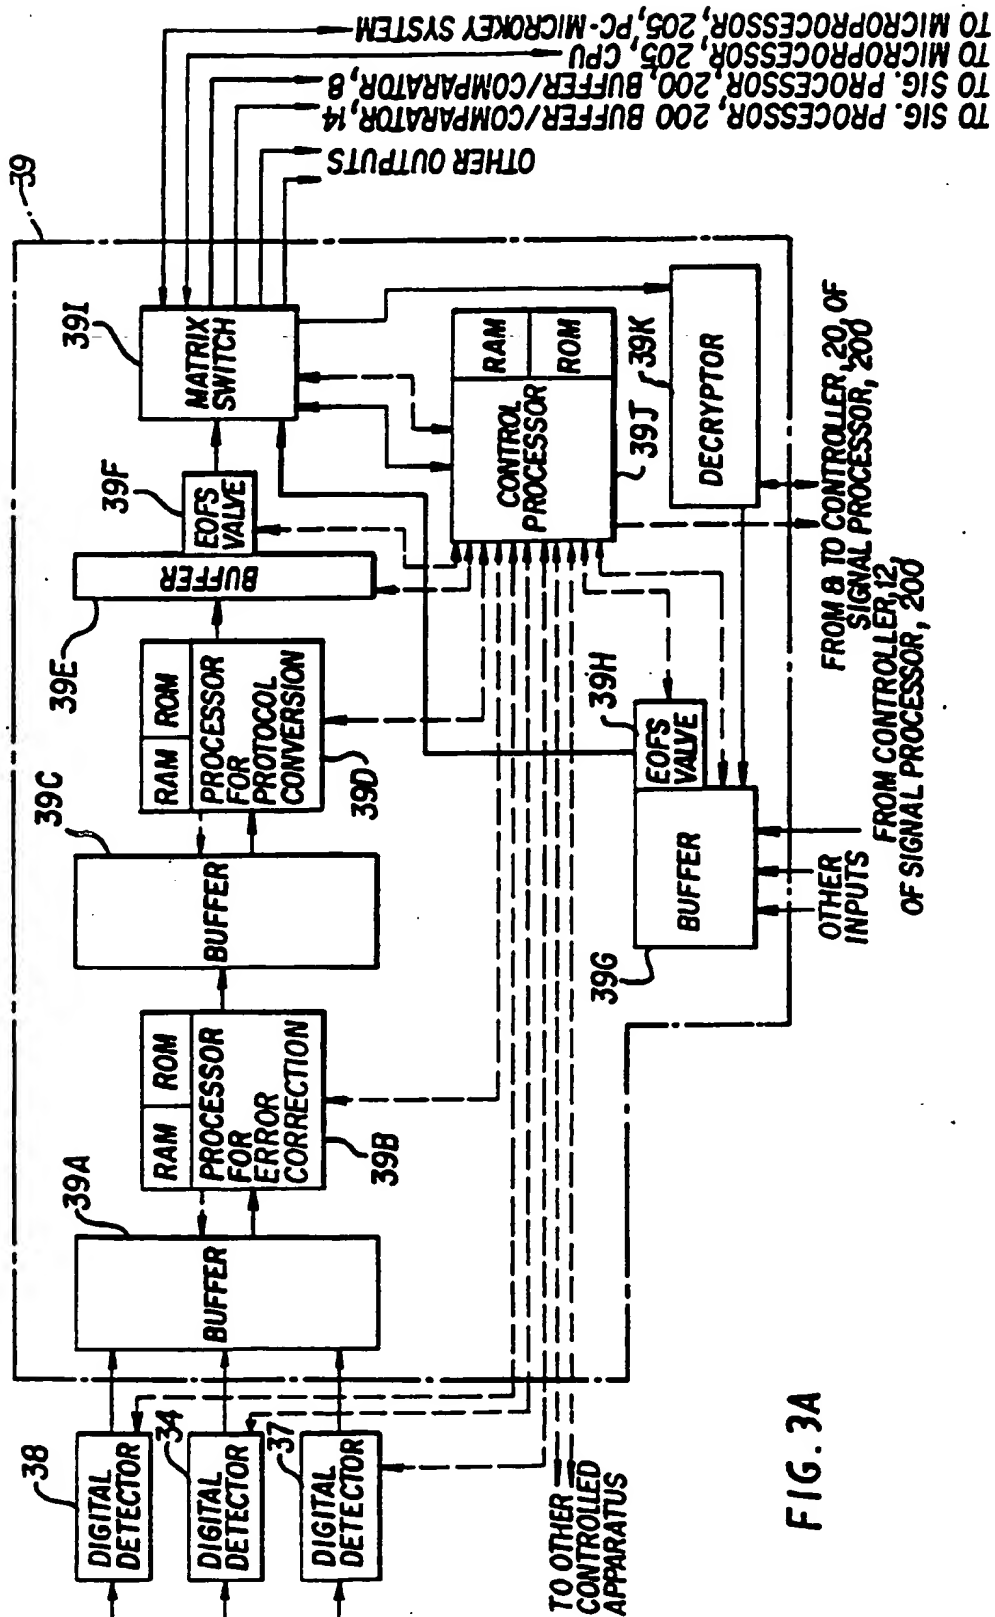 39
38
DIGITAL
DETECTOR
34
DIGITAL
DETECTOR
37
DIGITAL
DETECTOR
TO OTHER
CONTROLLED
APPARATUS
39A
BUFFER
RAM
ROM
PROCESSOR
FOR
ERROR
CORRECTION
39B
39C
BUFFER
RAM
ROM
PROCESSOR
FOR
PROTOCOL
CONVERSION
39D
39E
BUFFER
39F
EOFS
VALVE
39I
MATRIX
SWITCH
CONTROL
PROCESSOR
RAM
ROM
39J
39K
DECRYPTOR
39H
EOFS
VALVE
39G
BUFFER
OTHER
INPUTS
FROM CONTROLLER, 12,
OF SIGNAL PROCESSOR, 200
FROM & TO CONTROLLER, 20, OF
SIGNAL PROCESSOR, 200
OTHER OUTPUTS
TO SIG. PROCESSOR, 200 BUFFER/COMPARATOR, 14
TO SIG. PROCESSOR, 200, BUFFER/COMPARATOR, 8
TO MICROPROCESSOR, 205, CPU
TO MICROPROCESSOR, 205, PC-MICROKEY SYSTEM
FIG. 3A